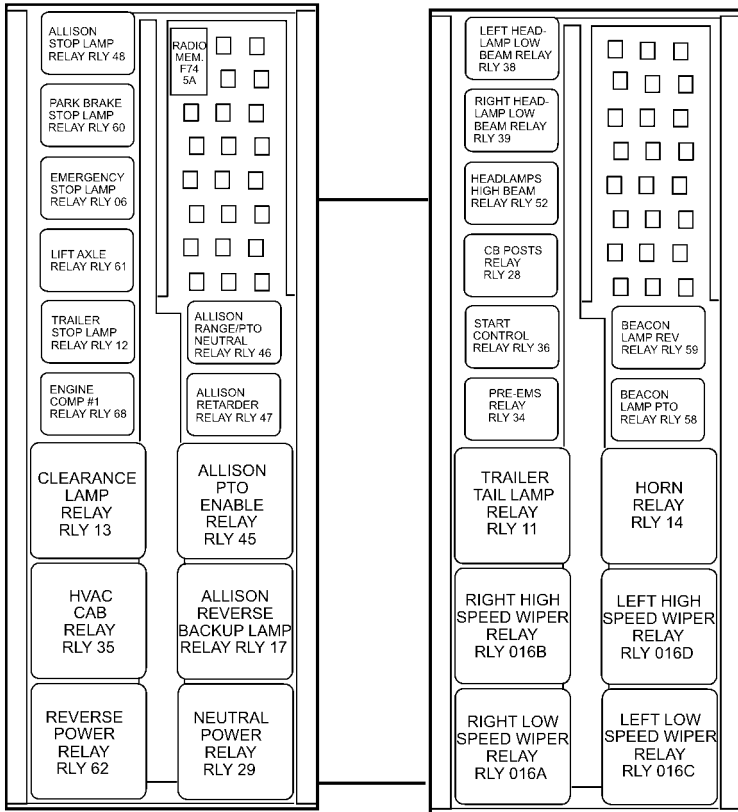 ALLISON
STOP LAMP
RELAY RLY 48
RADIO
MEM.
F74
5A
PARK BRAKE
STOP LAMP
RELAY RLY 60
EMERGENCY
STOP LAMP
RELAY RLY 06
LIFT AXLE
RELAY RLY 61
TRAILER
STOP LAMP
RELAY RLY 12
ALLISON
RANGE/PTO
NEUTRAL
RELAY RLY 46
ENGINE
COMP #1
RELAY RLY 68
ALLISON
RETARDER
RELAY RLY 47
CLEARANCE
LAMP
RELAY
RLY 13
ALLISON
PTO
ENABLE
RELAY
RLY 45
HVAC
CAB
RELAY
RLY 35
ALLISON
REVERSE
BACKUP LAMP
RELAY RLY 17
REVERSE
POWER
RELAY
RLY 62
NEUTRAL
POWER
RELAY
RLY 29
LEFT HEAD-
LAMP LOW
BEAM RELAY
RLY 38
RIGHT HEAD-
LAMP LOW
BEAM RELAY
RLY 39
HEADLAMPS
HIGH BEAM
RELAY RLY 52
CB POSTS
RELAY
RLY 28
START
CONTROL
RELAY RLY 36
BEACON
LAMP REV
RELAY RLY 59
PRE-EMS
RELAY
RLY 34
BEACON
LAMP PTO
RELAY RLY 58
TRAILER
TAIL LAMP
RELAY
RLY 11
HORN
RELAY
RLY 14
RIGHT HIGH
SPEED WIPER
RELAY
RLY 016B
LEFT HIGH
SPEED WIPER
RELAY
RLY 016D
RIGHT LOW
SPEED WIPER
RELAY
RLY 016A
LEFT LOW
SPEED WIPER
RELAY
RLY 016C